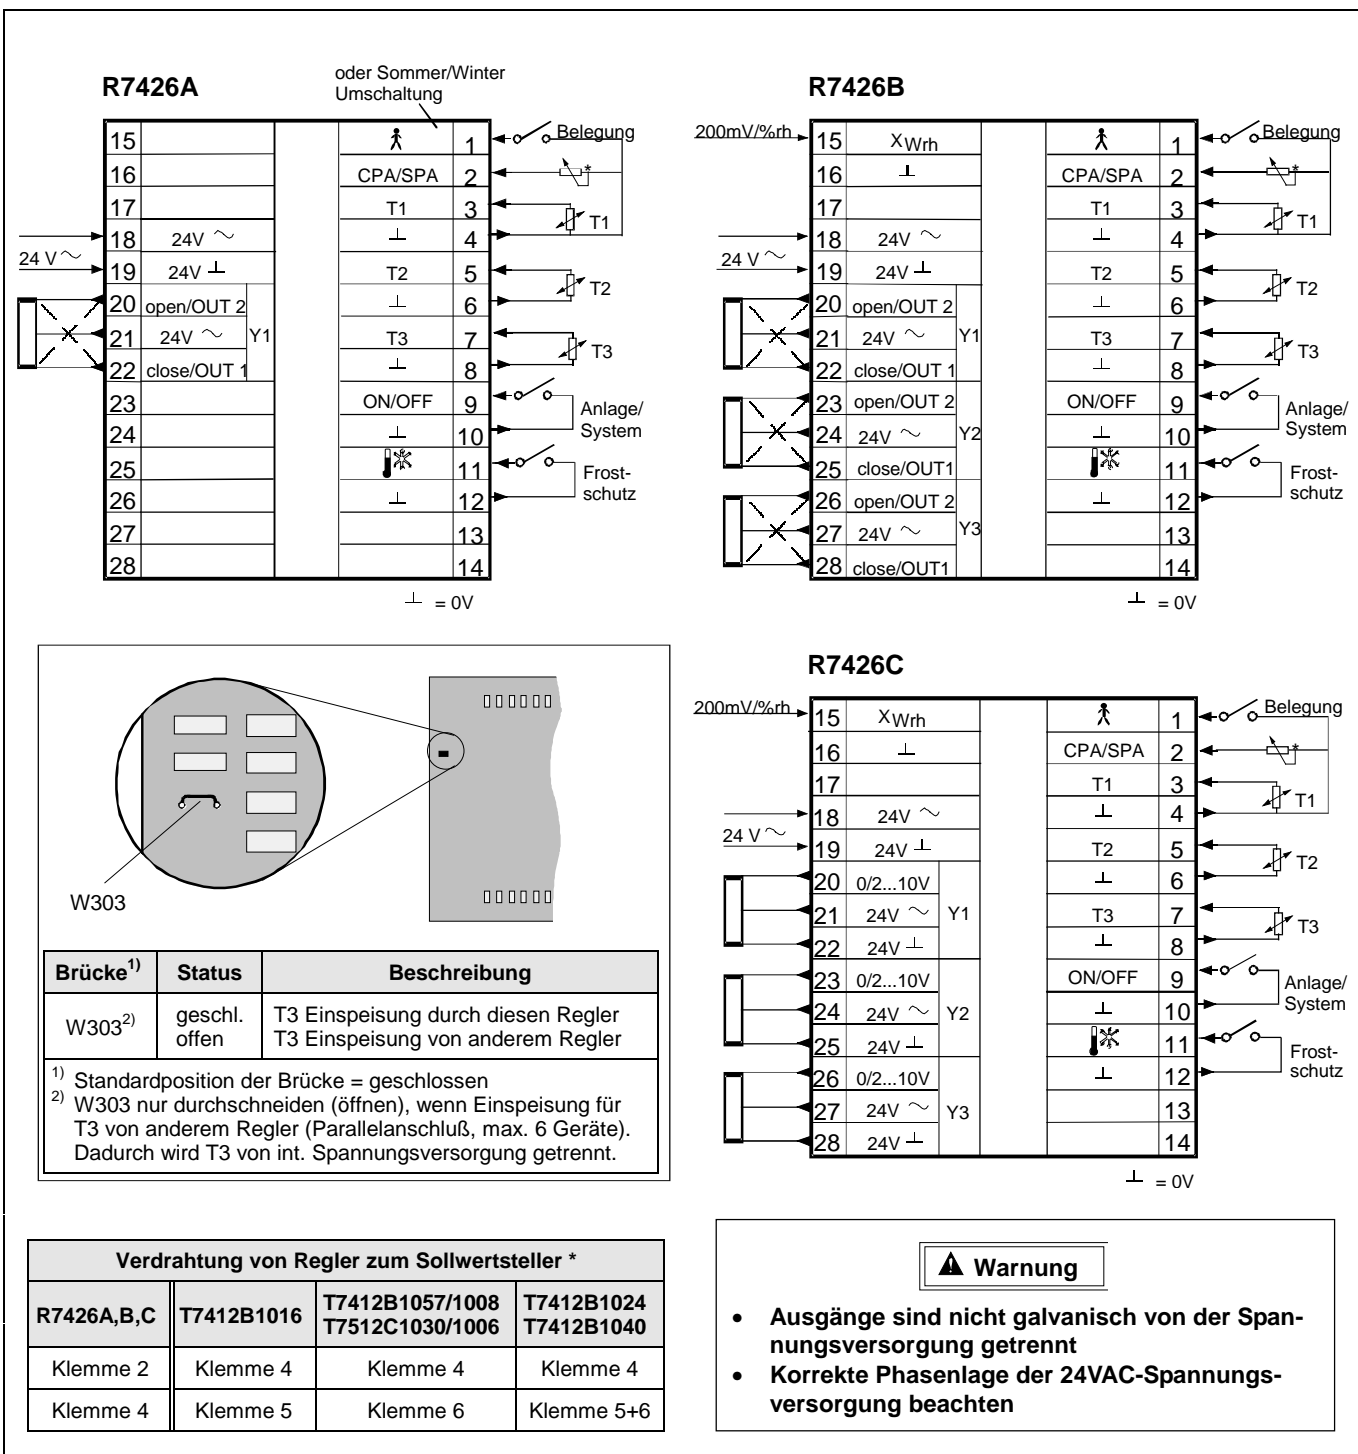 R7426A
oder Sommer/Winter
Umschaltung
15 1 Belegung
16 CPA/SPA 2 *
17 T1 3 T1
24 V 18 24V 4
19 24V ⊥ T2 5 T2
20 open/OUT 2 ⊥ 6
21 24V Y1 T3 7 T3
22 close/OUT 1 ⊥ 8
23 ON/OFF 9 Anlage/
24 ⊥ 10 System
25 11 Frost-
26 ⊥ 12 schutz
27 13
28 14
⊥ = 0V
R7426B
200mV/%rh 15 XWrh 1 Belegung
16 ⊥ CPA/SPA 2 *
17 T1 3 T1
24 V ~ 18 24V ~ ⊥ 4
19 24V ⊥ T2 5 T2
20 open/OUT 2 ⊥ 6
21 24V ~ Y1 T3 7 T3
22 close/OUT 1 ⊥ 8
23 open/OUT 2 ON/OFF 9 Anlage/
24 24V ~ Y2 ⊥ 10 System
25 close/OUT1 11 Frost-
26 open/OUT 2 ⊥ 12 schutz
27 24V ~ Y3 13
28 close/OUT1 14
⊥ = 0V
W303
Brücke1) Status Beschreibung
W3032) geschl. T3 Einspeisung durch diesen Regler
offen T3 Einspeisung von anderem Regler
1) Standardposition der Brücke = geschlossen
2) W303 nur durchschneiden (öffnen), wenn Einspeisung für
T3 von anderem Regler (Parallelanschluß, max. 6 Geräte).
Dadurch wird T3 von int. Spannungsversorgung getrennt.
R7426C
200mV/%rh 15 XWrh 1 Belegung
16 ⊥ CPA/SPA 2 *
17 T1 3 T1
24 V ~ 18 24V ~ ⊥ 4
19 24V ⊥ T2 5 T2
20 0/2...10V ⊥ 6
21 24V ~ Y1 T3 7 T3
22 24V ⊥ ⊥ 8
23 0/2...10V ON/OFF 9 Anlage/
24 24V ~ Y2 ⊥ 10 System
25 24V ⊥ 11 Frost-
26 0/2...10V ⊥ 12 schutz
27 24V ~ Y3 13
28 24V ⊥ 14
⊥ = 0V
Verdrahtung von Regler zum Sollwertsteller *
R7426A,B,C T7412B1016 T7412B1057/1008 T7412B1024
T7512C1030/1006 T7412B1040
Klemme 2 Klemme 4 Klemme 4 Klemme 4
Klemme 4 Klemme 5 Klemme 6 Klemme 5+6
Warnung
• Ausgänge sind nicht galvanisch von der Span-
nungsversorgung getrennt
• Korrekte Phasenlage der 24VAC-Spannungs-
versorgung beachten